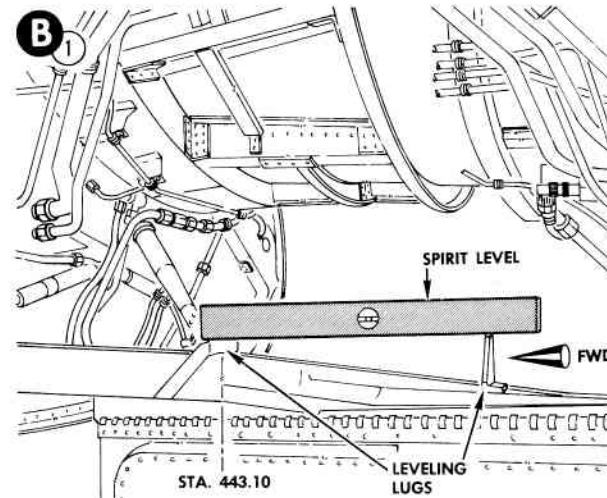 B
1
SPIRIT LEVEL
FWD
STA. 443.10
LEVELING
LUGS